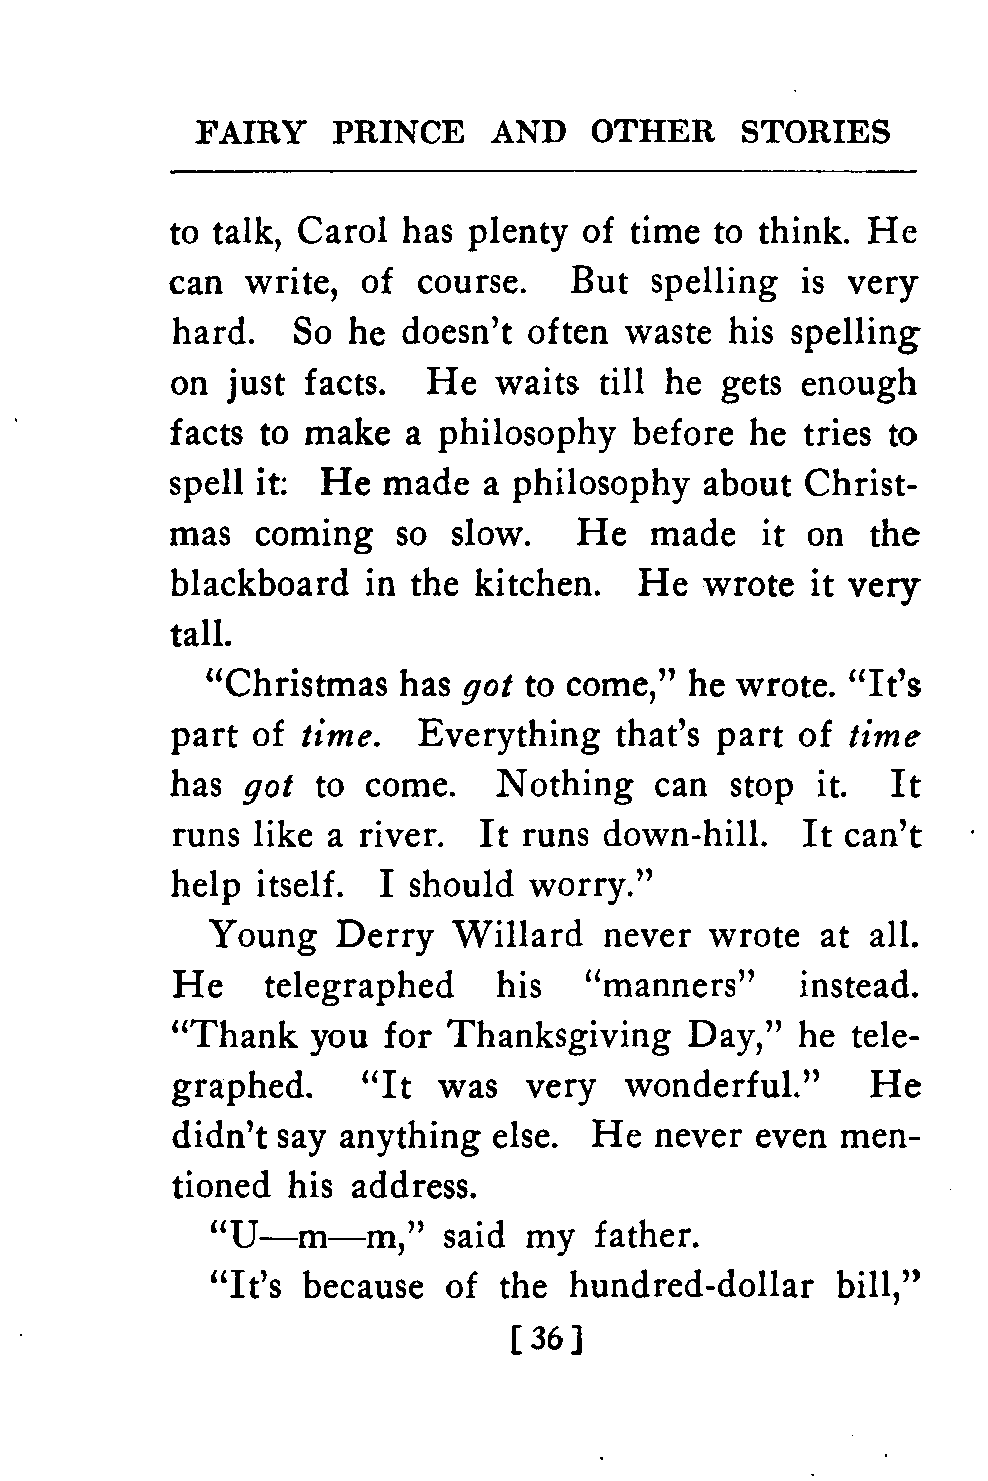 FAIRY PRINCE AND OTHER STORIES
to talk, Carol has plenty of time to think. He
can write, of course. But spelling is very
hard. So he doesn't often waste his spelling
on just facts. He waits till he gets enough
facts to make a philosophy before he tries to
spell it: He made a philosophy about Christ-
mas coming so slow. He made it on the
blackboard in the kitchen. He wrote it very
tall.
“Christmas has got to come,” he wrote. “It's
part of time. Everything that's part of time
has got to come. Nothing can stop it. It
runs like a river. It runs down-hill. It can't
help itself. I should worry.”
Young Derry Willard never wrote at all.
He telegraphed his “manners” instead.
“Thank you for Thanksgiving Day,” he tele-
graphed. “It was very wonderful.” He
didn't say anything else. He never even men-
tioned his address.
“U—m—m,” said my father.
“It's because of the hundred-dollar bill,”
[ 36 ]